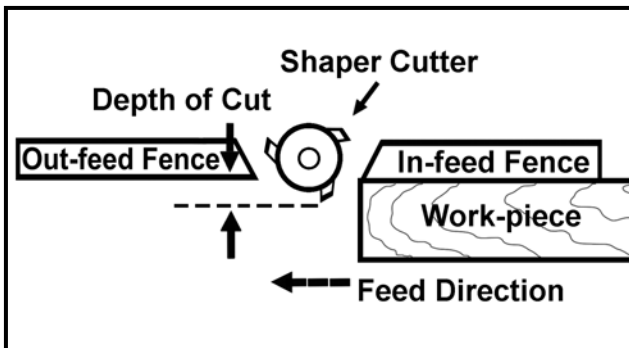 Shaper Cutter
Depth of Cut
Out-feed Fence
In-feed Fence
Work-piece
Feed Direction